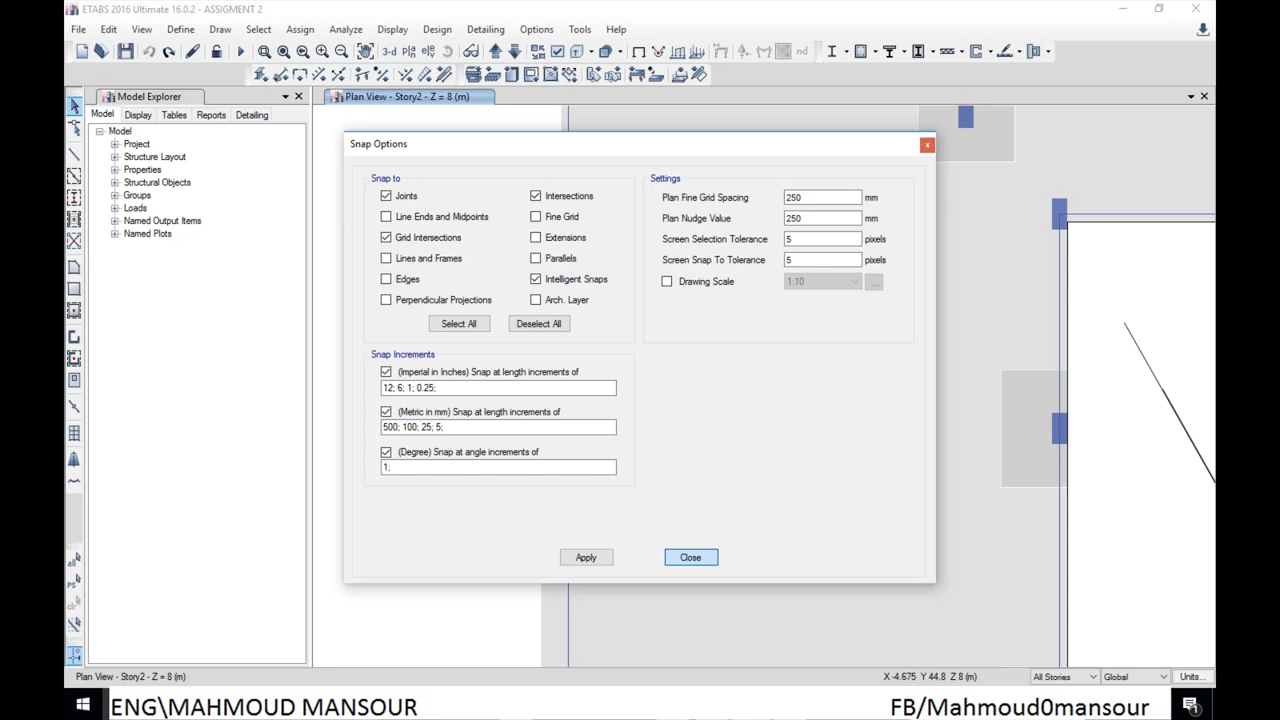 ETABS 2016 Ultimate 16.0.2 - ASSIGMENT 2
File Edit View Define Draw Select Assign Analyze Display Design Detailing Options Tools Help
3-d nd
Model Explorer
Plan View - Story2 - Z = 8 (m)
Model Display Tables Reports Detailing
Model
Project
Structure Layout
Properties
Structural Objects
Groups
Loads
Named Output Items
Named Plots
all
ps
clr
Snap Options
Snap to
Joints Intersections
Line Ends and Midpoints Fine Grid
Grid Intersections Extensions
Lines and Frames Parallels
Edges Intelligent Snaps
Perpendicular Projections Arch. Layer
Select All Deselect All
Settings
Plan Fine Grid Spacing 250 mm
Plan Nudge Value 250 mm
Screen Selection Tolerance 5 pixels
Screen Snap To Tolerance 5 pixels
Drawing Scale 1:10 ...
Snap Increments
(Imperial in Inches) Snap at length increments of
12; 6; 1; 0.25;
(Metric in mm) Snap at length increments of
500; 100; 25; 5;
(Degree) Snap at angle increments of
1;
Apply Close
Plan View - Story2 - Z = 8 (m) X -4.675 Y 44.8 Z 8 (m) All Stories Global Units...
ENG\MAHMOUD MANSOUR FB/Mahmoud0mansour 1